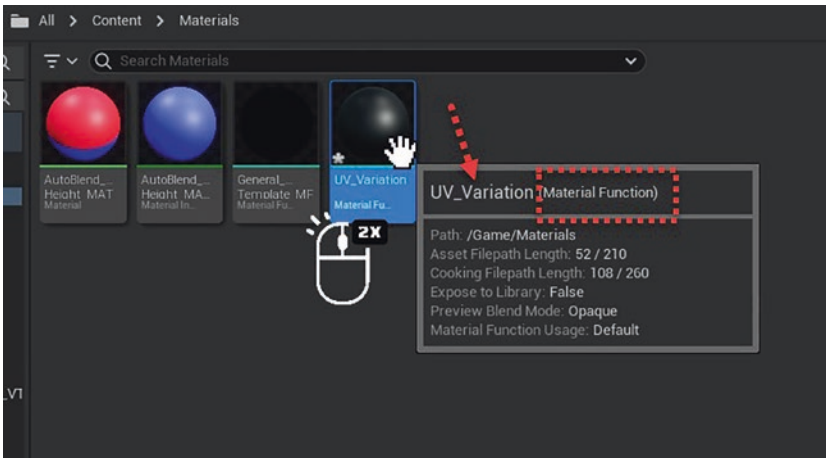 All > Content > Materials
Search Materials
AutoBlend_...
Height_MAT
Material
AutoBlend_...
Height_MA...
Material In...
General_...
Template_MF
Material Fu...
UV_Variation
Material Fu...
2X
UV_Variation (Material Function)
Path: /Game/Materials
Asset Filepath Length: 52 / 210
Cooking Filepath Length: 108 / 260
Expose to Library: False
Preview Blend Mode: Opaque
Material Function Usage: Default
_VT